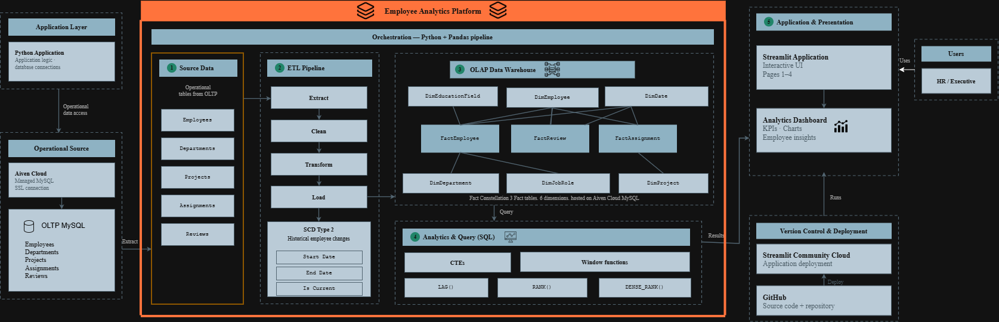 Employee Analytics Platform
Application Layer
Python Application
Application logic ·
database connections
Operational
data access
Operational Source
Aiven Cloud
Managed MySQL
SSL connection
OLTP MySQL
Employees
Departments
Projects
Assignments
Reviews
Extract
Orchestration — Python + Pandas pipeline
1 Source Data
Operational
tables from OLTP
Employees
Departments
Projects
Assignments
Reviews
2 ETL Pipeline
Extract
Clean
Transform
Load
SCD Type 2
Historical employee changes
Start Date
End Date
Is Current
3 OLAP Data Warehouse
DimEducationField
DimEmployee
DimDate
FactEmployee
FactReview
FactAssignment
DimDepartment
DimJobRole
DimProject
Fact Constellation 3 Fact tables. 6 dimensions. hosted on Aiven Cloud MySQL
Query
4 Analytics & Query (SQL)
CTEs
Window functions
LAG()
RANK()
DENSE_RANK()
Results
5 Application & Presentation
Streamlit Application
Interactive UI
Pages 1–4
Analytics Dashboard
KPIs · Charts
Employee insights
Uses
Users
HR / Executive
Runs
Version Control & Deployment
Streamlit Community Cloud
Application deployment
Deploy
GitHub
Source code + repository